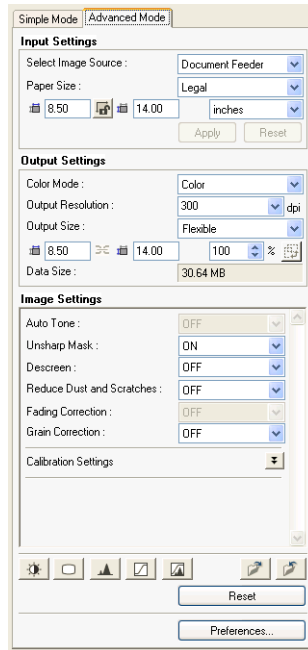 Simple Mode Advanced Mode
Input Settings
Select Image Source : Document Feeder
Paper Size : Legal
8.50 14.00 inches
Apply Reset
Output Settings
Color Mode : Color
Output Resolution : 300 dpi
Output Size : Flexible
8.50 14.00 100 %
Data Size : 30.64 MB
Image Settings
Auto Tone : OFF
Unsharp Mask : ON
Descreen : OFF
Reduce Dust and Scratches : OFF
Fading Correction : OFF
Grain Correction : OFF
Calibration Settings
Reset
Preferences...